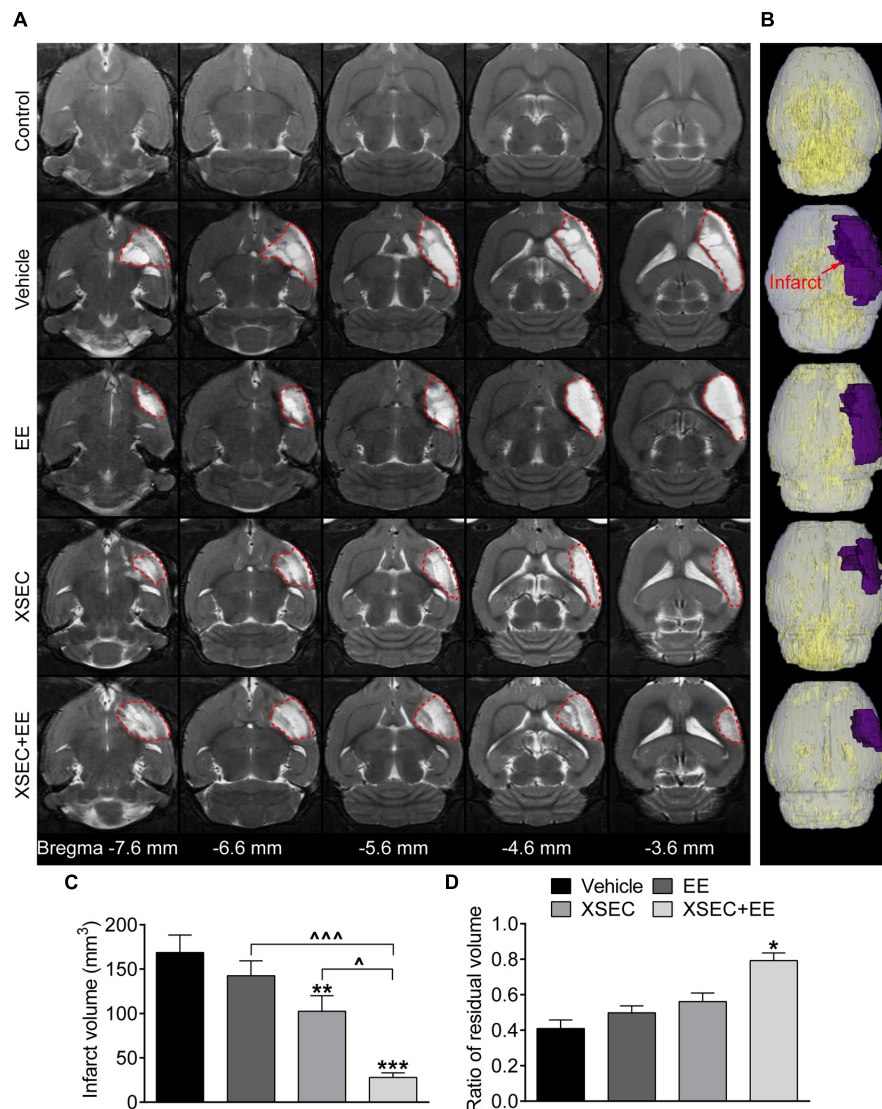 A
B
Control
Vehicle
Infarct
EE
XSEC
XSEC+EE
Bregma -7.6 mm -6.6 mm -5.6 mm -4.6 mm -3.6 mm
C
Infarct volume (mm³)
200
150
100
50
0
^^^
^
**
***
D
Vehicle EE
XSEC XSEC+EE
Ratio of residual volume
1.0
0.8
0.6
0.4
0.2
0.0
*